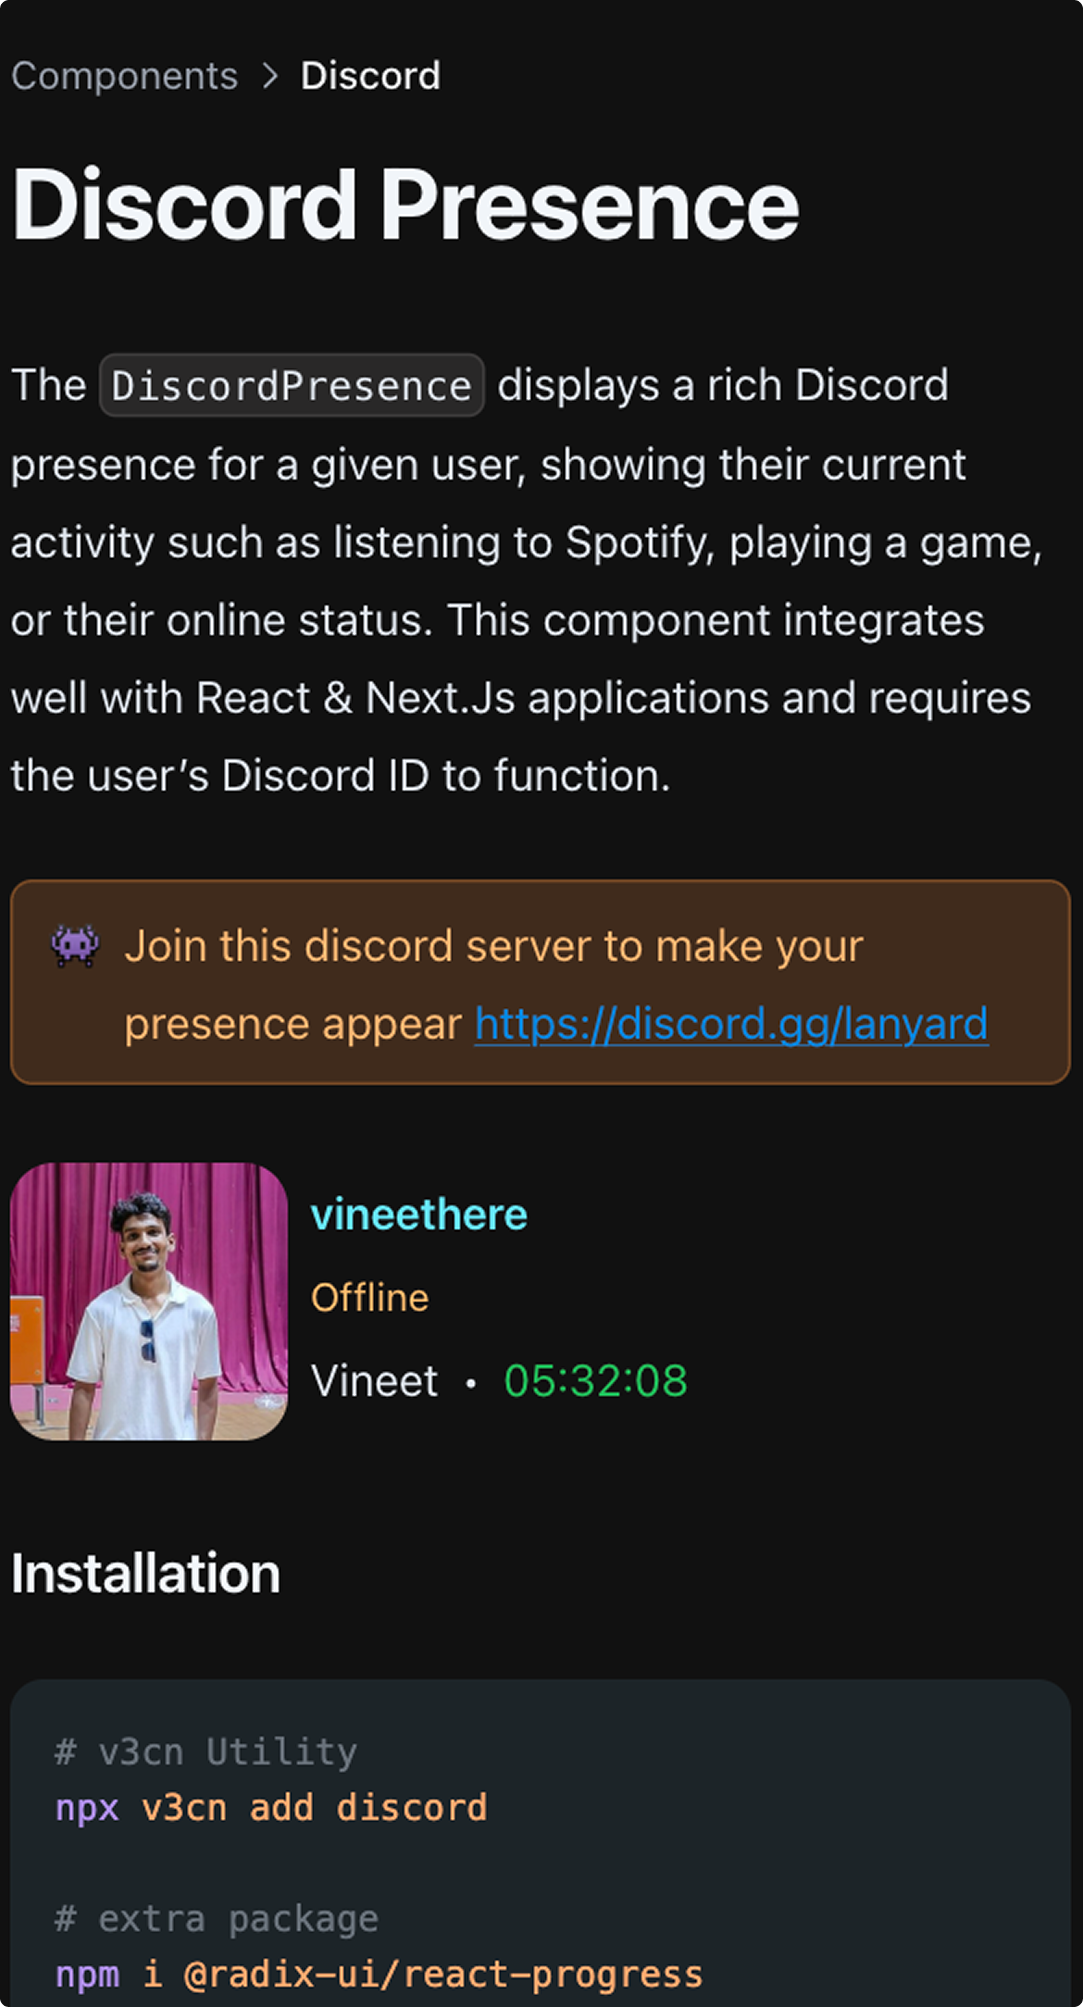 Components > Discord
Discord Presence
The DiscordPresence displays a rich Discord
presence for a given user, showing their current
activity such as listening to Spotify, playing a game,
or their online status. This component integrates
well with React & Next.Js applications and requires
the user’s Discord ID to function.
👾 Join this discord server to make your
presence appear https://discord.gg/lanyard
vineethere
Offline
Vineet • 05:32:08
Installation
# v3cn Utility
npx v3cn add discord
# extra package
npm i @radix-ui/react-progress